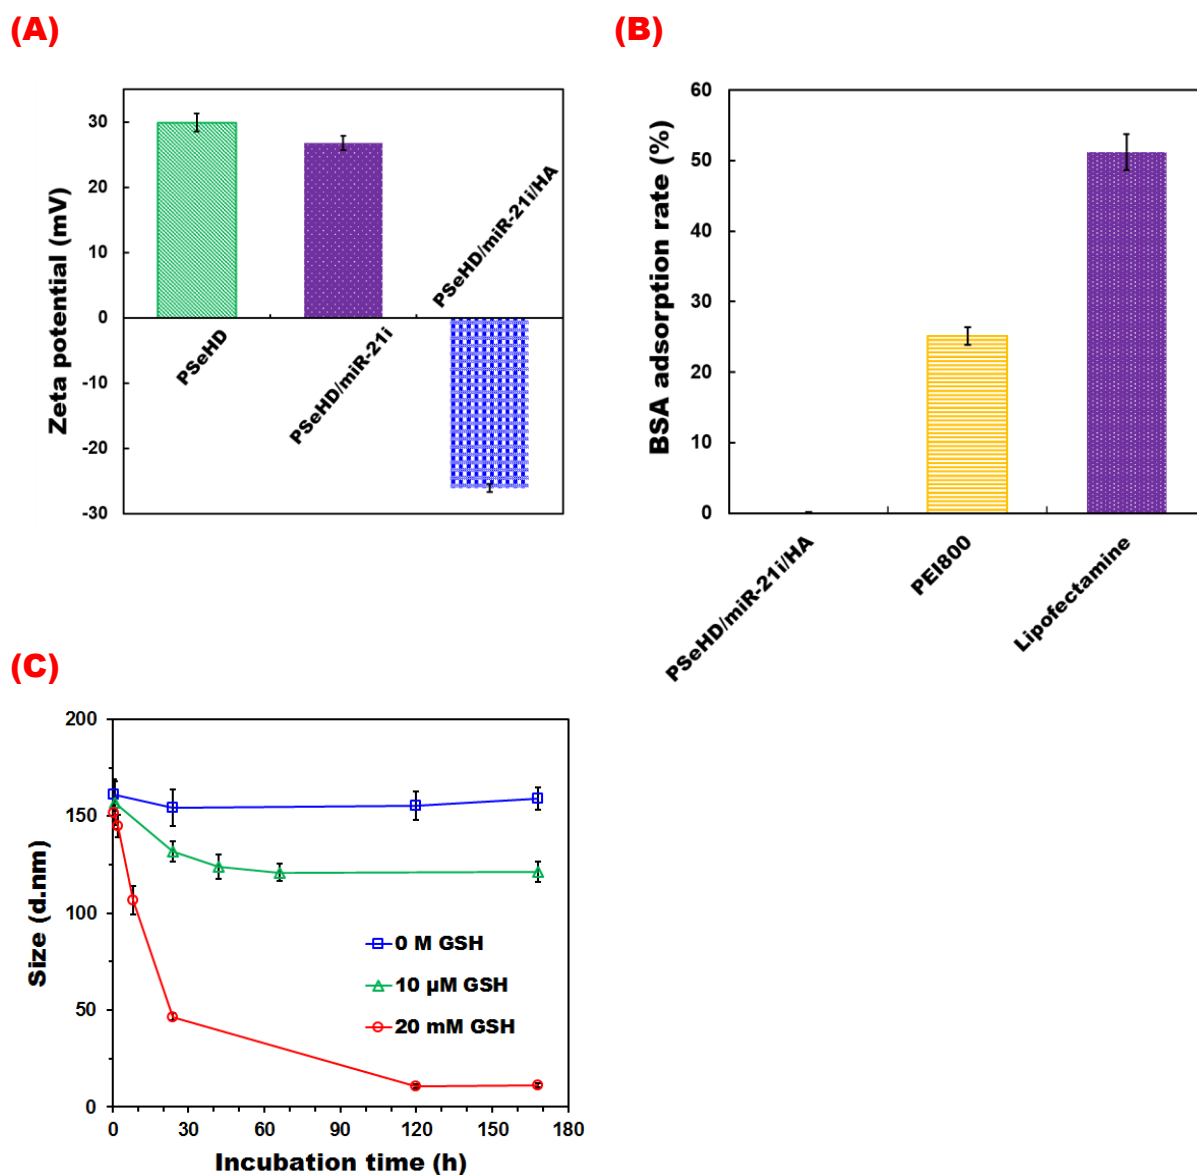 (A)
(B)
Zeta potential (mV)
30
20
10
0
-10
-20
-30
PSeHD
PSeHD/miR-21i
PSeHD/miR-21i/HA
BSA adsorption rate (%)
60
50
40
30
20
10
0
PSeHD/miR-21i/HA
PEI800
Lipofectamine
(C)
Size (d.nm)
200
150
100
50
0
0 M GSH
10 μM GSH
20 mM GSH
0 30 60 90 120 150 180
Incubation time (h)